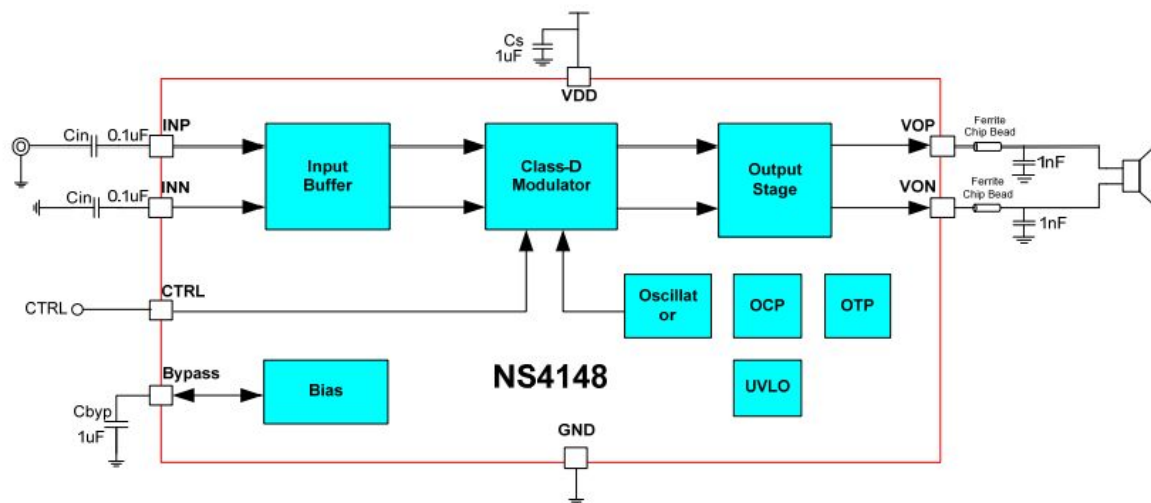 Cs
1uF
VDD
Cin
0.1uF
INP
Input
Buffer
Class-D
Modulator
Output
Stage
VOP
Ferrite
Chip Bead
1nF
Cin
0.1uF
INN
VON
Ferrite
Chip Bead
1nF
CTRL
CTRL
Oscillat
or
OCP
OTP
Bypass
Cbyp
1uF
Bias
NS4148
UVLO
GND